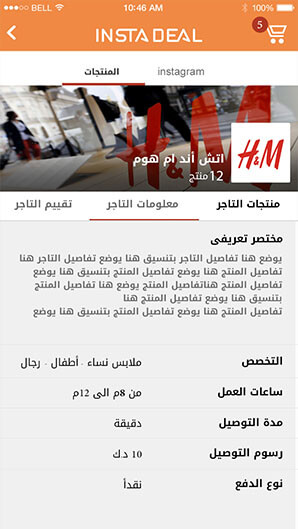 BELL 10:46 AM 100%
INSTA DEAL 5
المنتجات instagram
H&M
H&M
اتش أند ام هوم
12 منتج
منتجات التاجر معلومات التاجر تقييم التاجر
مختصر تعريفى
يوضع هنا تفاصيل التاجر بتنسيق هنا يوضع تفاصيل التاجر هنا
تفاصيل المنتج هنا يوضع تفاصيل المنتج بتنسيق هنا يوضع
تفاصيل المنتج هناتفاصيل المنتج هنا يوضع تفاصيل المنتج
بتنسيق هنا يوضع تفاصيل المنتج هنا
تفاصيل المنتج هنا يوضع تفاصيل المنتج بتنسيق هنا يوضع
التخصص ملابس نساء . أطفال . رجال
ساعات العمل من 8م الى 12م
مدة التوصيل دقيقة
رسوم التوصيل 10 د.ك
نوع الدفع نقدأ